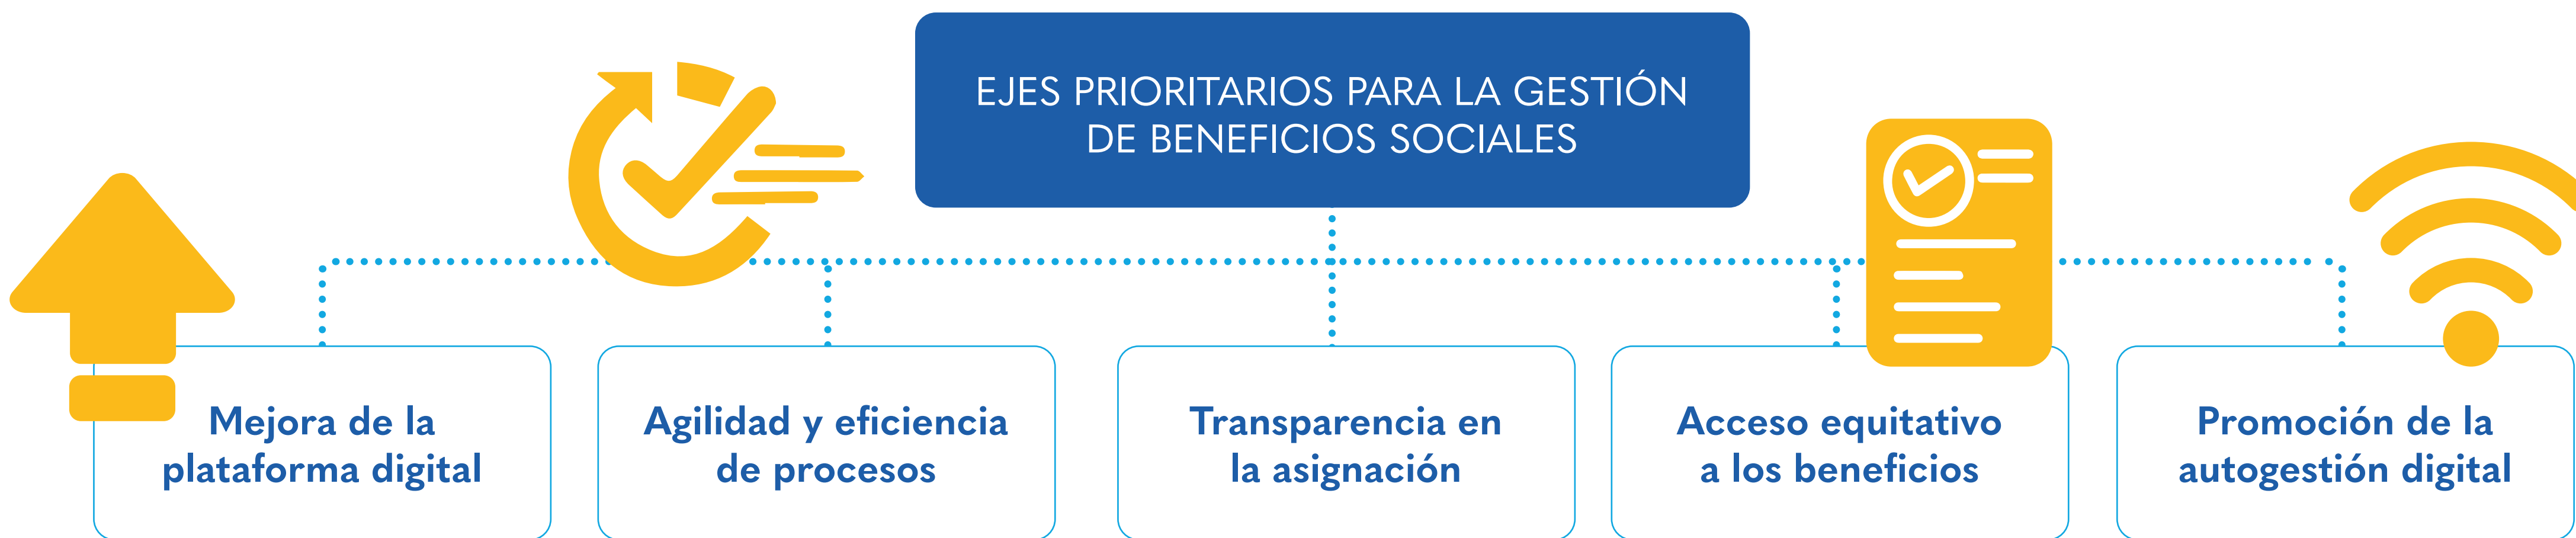 EJES PRIORITARIOS PARA LA GESTIÓN
DE BENEFICIOS SOCIALES
Mejora de la
plataforma digital
Agilidad y eficiencia
de procesos
Transparencia en
la asignación
Acceso equitativo
a los beneficios
Promoción de la
autogestión digital